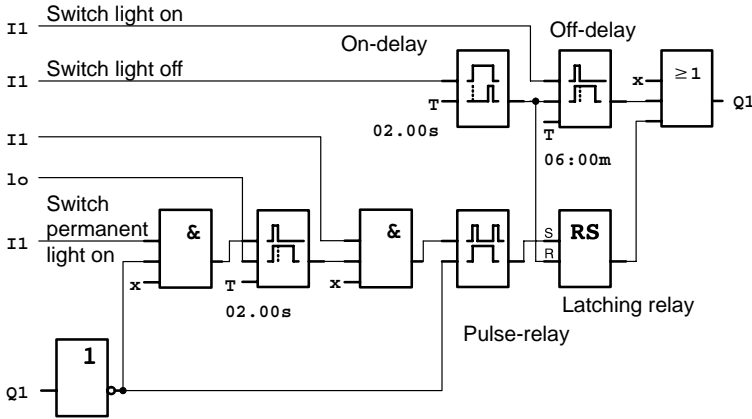 Switch light on
I1
Off-delay
On-delay
Switch light off
I1
x
≥1
Q1
T
T
02.00s
06:00m
I1
lo
Switch
permanent
light on
I1
&
&
S
R
RS
x
T
x
02.00s
Latching relay
Pulse-relay
1
Q1